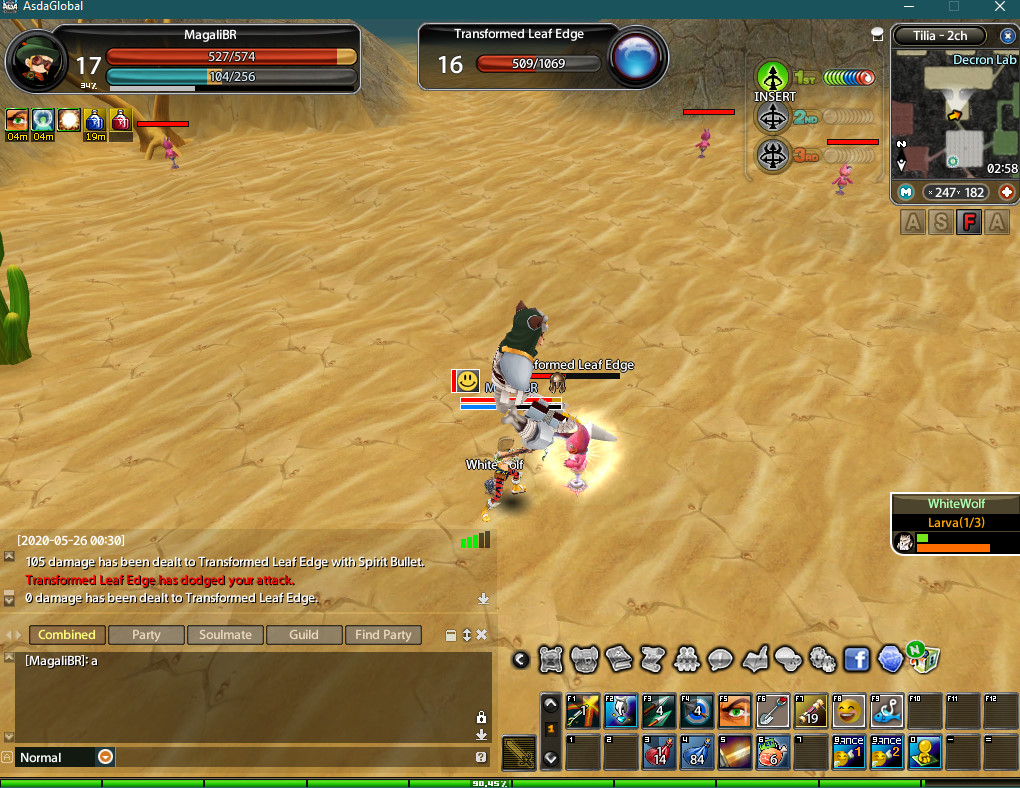 AsdaGlobal
MagaliBR
17
34%
527/574
104/256
Transformed Leaf Edge
16
509/1069
Tilia - 2ch
Decron Lab
1ST
INSERT
2ND
3RD
N
02:58
M
x 247 Y 182
A S F A
04m 04m 19m
formed Leaf Edge
WhiteWolf
WhiteWolf
Larva(1/3)
[2020-05-26 00:30]
105 damage has been dealt to Transformed Leaf Edge with Spirit Bullet.
Transformed Leaf Edge has dodged your attack.
0 damage has been dealt to Transformed Leaf Edge.
Combined Party Soulmate Guild Find Party
[MagaliBR]: a
N
F1 F2 F3 F4 F5 F6 F7 F8 F9 F10 F11 F12
1 4 4 19
1
1 2 3 4 5 6 7 0 - =
14 84 6 1 2
Normal
?
90,45%